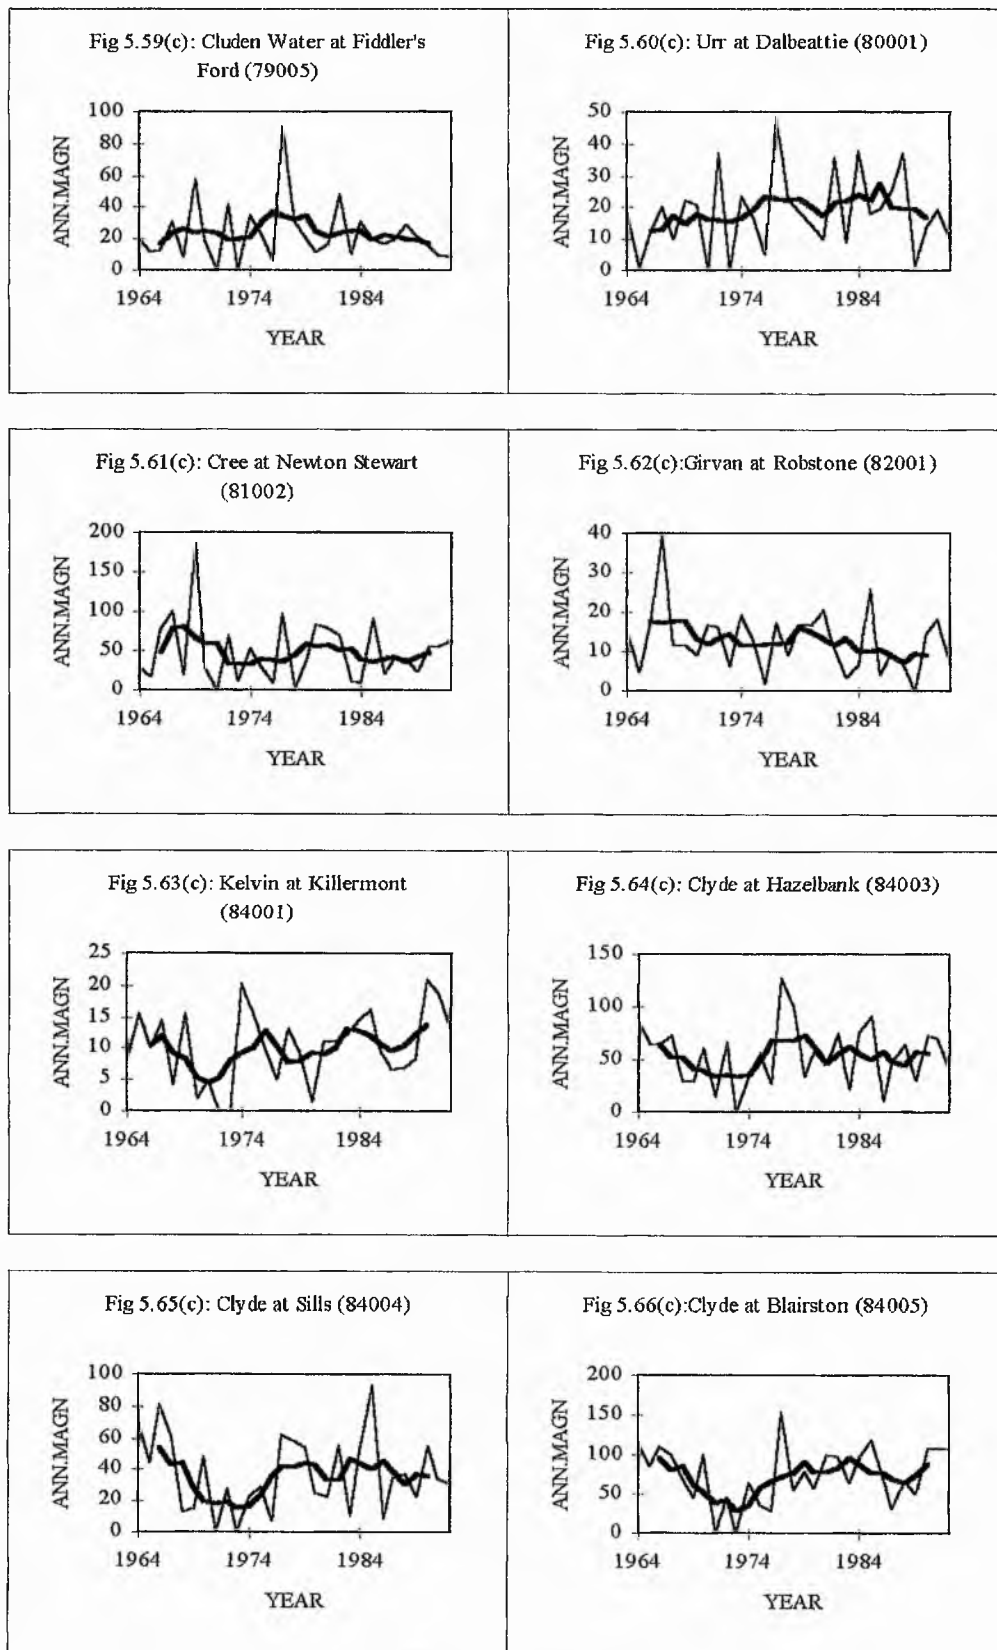 Fig 5.59(c): Cluden Water at Fiddler's
Ford (79005)
ANN.MAGN
100
80
60
40
20
0
1964
1974
1984
YEAR
Fig 5.60(c): Urr at Dalbeattie (80001)
ANN.MAGN
50
40
30
20
10
0
1964
1974
1984
YEAR
Fig 5.61(c): Cree at Newton Stewart
(81002)
ANN.MAGN
200
150
100
50
0
1964
1974
1984
YEAR
Fig 5.62(c):Girvan at Robstone (82001)
ANN.MAGN
40
30
20
10
0
1964
1974
1984
YEAR
Fig 5.63(c): Kelvin at Killermont
(84001)
ANN.MAGN
25
20
15
10
5
0
1964
1974
1984
YEAR
Fig 5.64(c): Clyde at Hazelbank (84003)
ANN.MAGN
150
100
50
0
1964
1974
1984
YEAR
Fig 5.65(c): Clyde at Sills (84004)
ANN.MAGN
100
80
60
40
20
0
1964
1974
1984
YEAR
Fig 5.66(c):Clyde at Blairston (84005)
ANN.MAGN
200
150
100
50
0
1964
1974
1984
YEAR